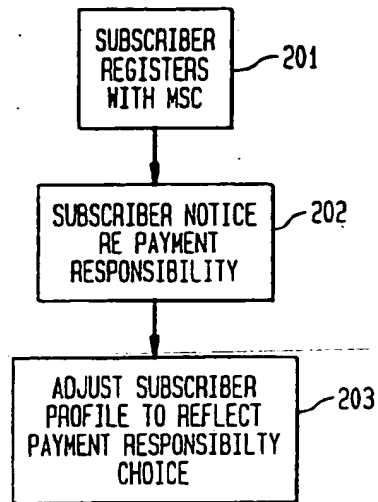 SUBSCRIBER
REGISTERS
WITH MSC
201
SUBSCRIBER NOTICE
RE PAYMENT
RESPONSIBILITY
202
ADJUST SUBSCRIBER
PROFILE TO REFLECT
PAYMENT RESPONSIBILTY
CHOICE
203